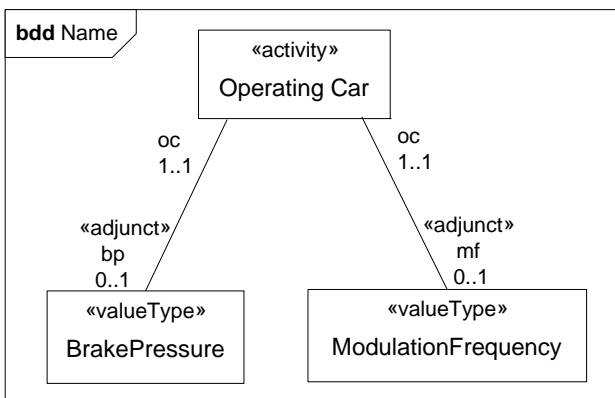 bdd Name
«activity»
Operating Car
oc
1..1
oc
1..1
«adjunct»
bp
0..1
«adjunct»
mf
0..1
«valueType»
BrakePressure
«valueType»
ModulationFrequency